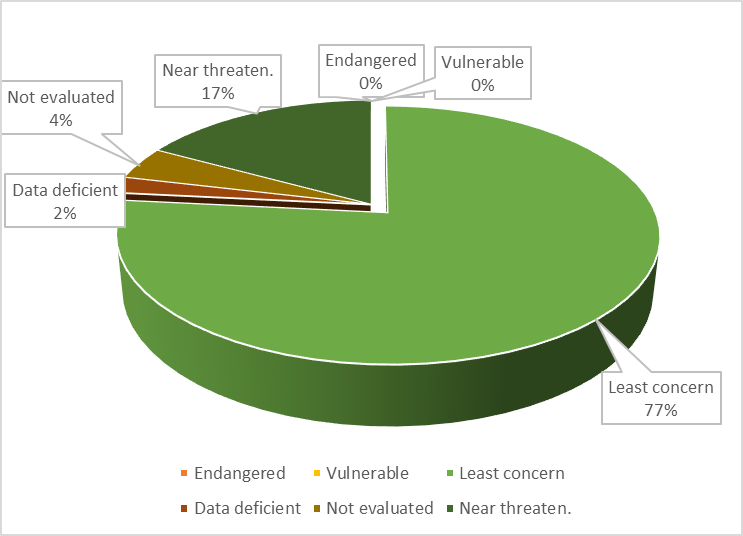 Endangered
0%
Vulnerable
0%
Near threaten.
17%
Not evaluated
4%
Data deficient
2%
Least concern
77%
Endangered Vulnerable Least concern
Data deficient Not evaluated Near threaten.